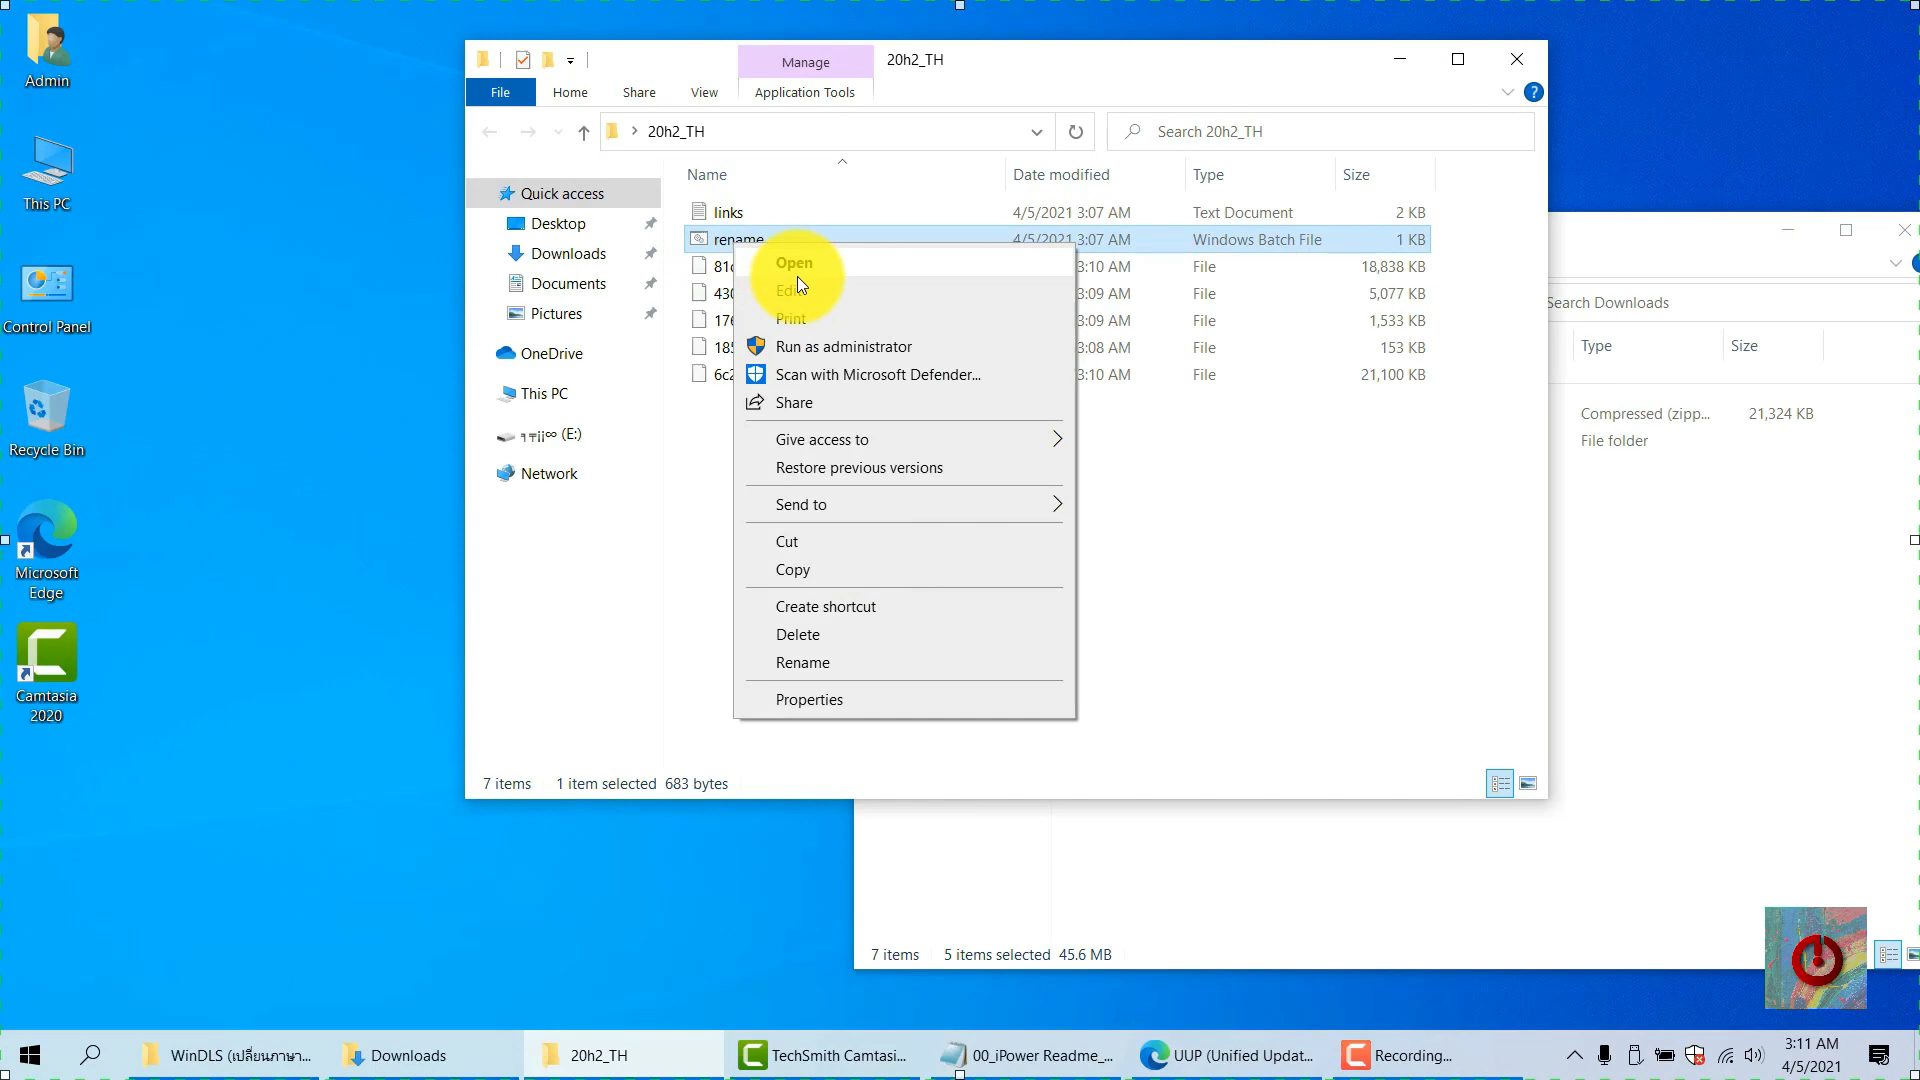 Admin
This PC
Control Panel
Recycle Bin
Microsoft
Edge
Camtasia
2020
Manage
20h2_TH
File
Home
Share
View
Application Tools
20h2_TH
Search 20h2_TH
Quick access
Desktop
Downloads
Documents
Pictures
OneDrive
This PC
(E:)
Network
Name
Date modified
Type
Size
links
4/5/2021 3:07 AM
Text Document
2 KB
rename
4/5/2021 3:07 AM
Windows Batch File
1 KB
3:10 AM
File
18,838 KB
430
3:09 AM
File
5,077 KB
176
3:09 AM
File
1,533 KB
185
3:08 AM
File
153 KB
6c2
3:10 AM
File
21,100 KB
Open
Edit
Print
Run as administrator
Scan with Microsoft Defender...
Share
Give access to
Restore previous versions
Send to
Cut
Copy
Create shortcut
Delete
Rename
Properties
7 items
1 item selected 683 bytes
Search Downloads
Type
Size
Compressed (zipp...
21,324 KB
File folder
7 items
5 items selected 45.6 MB
WinDLS (เปลี่ยนภาษา...
Downloads
20h2_TH
TechSmith Camtasi...
00_iPower Readme_...
UUP (Unified Updat...
Recording...
3:11 AM
4/5/2021